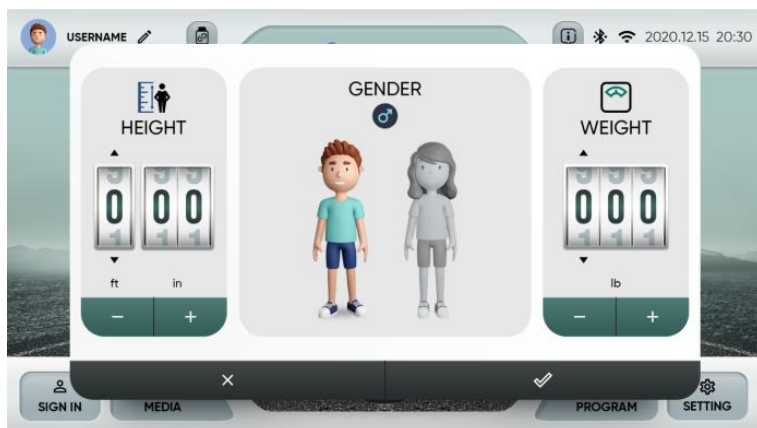 USERNAME
2020.12.15 20:30
HEIGHT
GENDER
WEIGHT
0 0 0
0 0 0
ft in
lb
- +
- +
SIGN IN
MEDIA
PROGRAM
SETTING